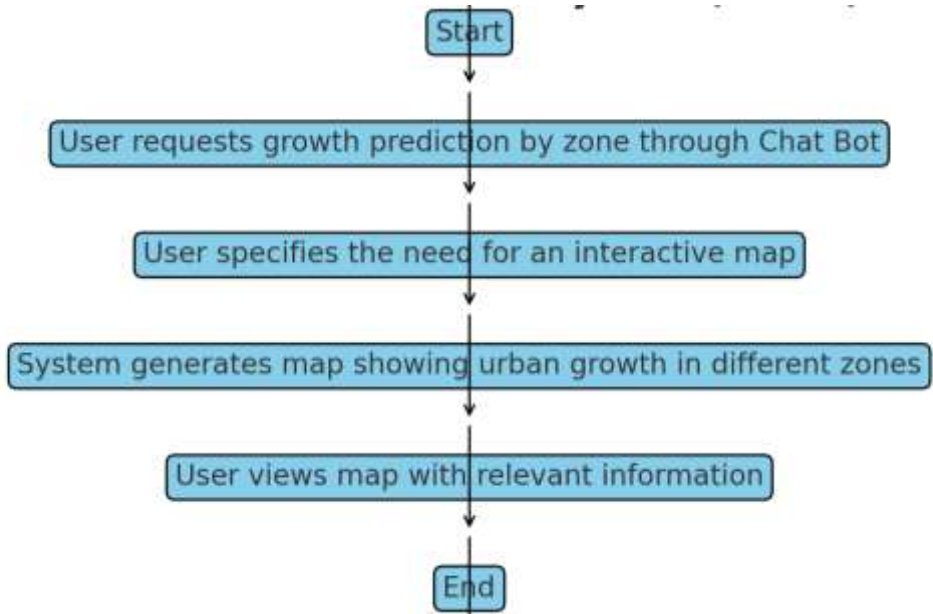 Start
User requests growth prediction by zone through Chat Bot
User specifies the need for an interactive map
System generates map showing urban growth in different zones
User views map with relevant information
End